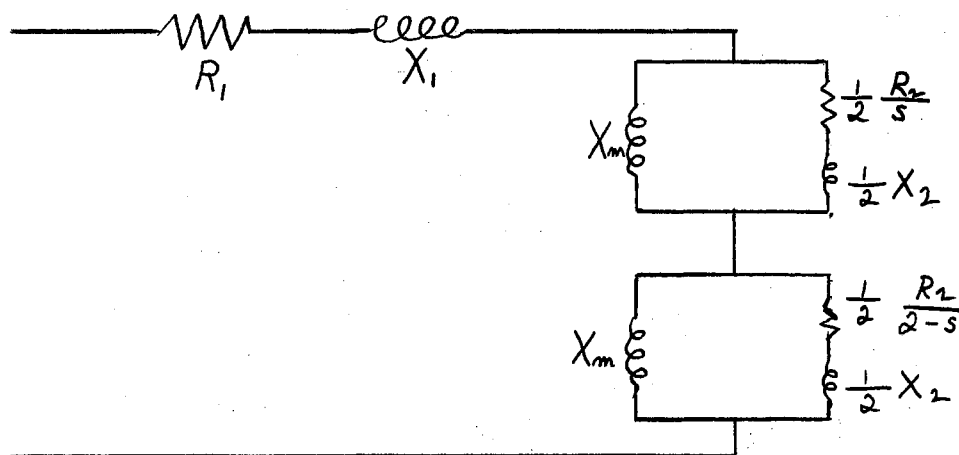 R₁
X₁
Xₘ
1/2 R₂/s
1/2 X₂
Xₘ
1/2 R₂/2-s
1/2 X₂